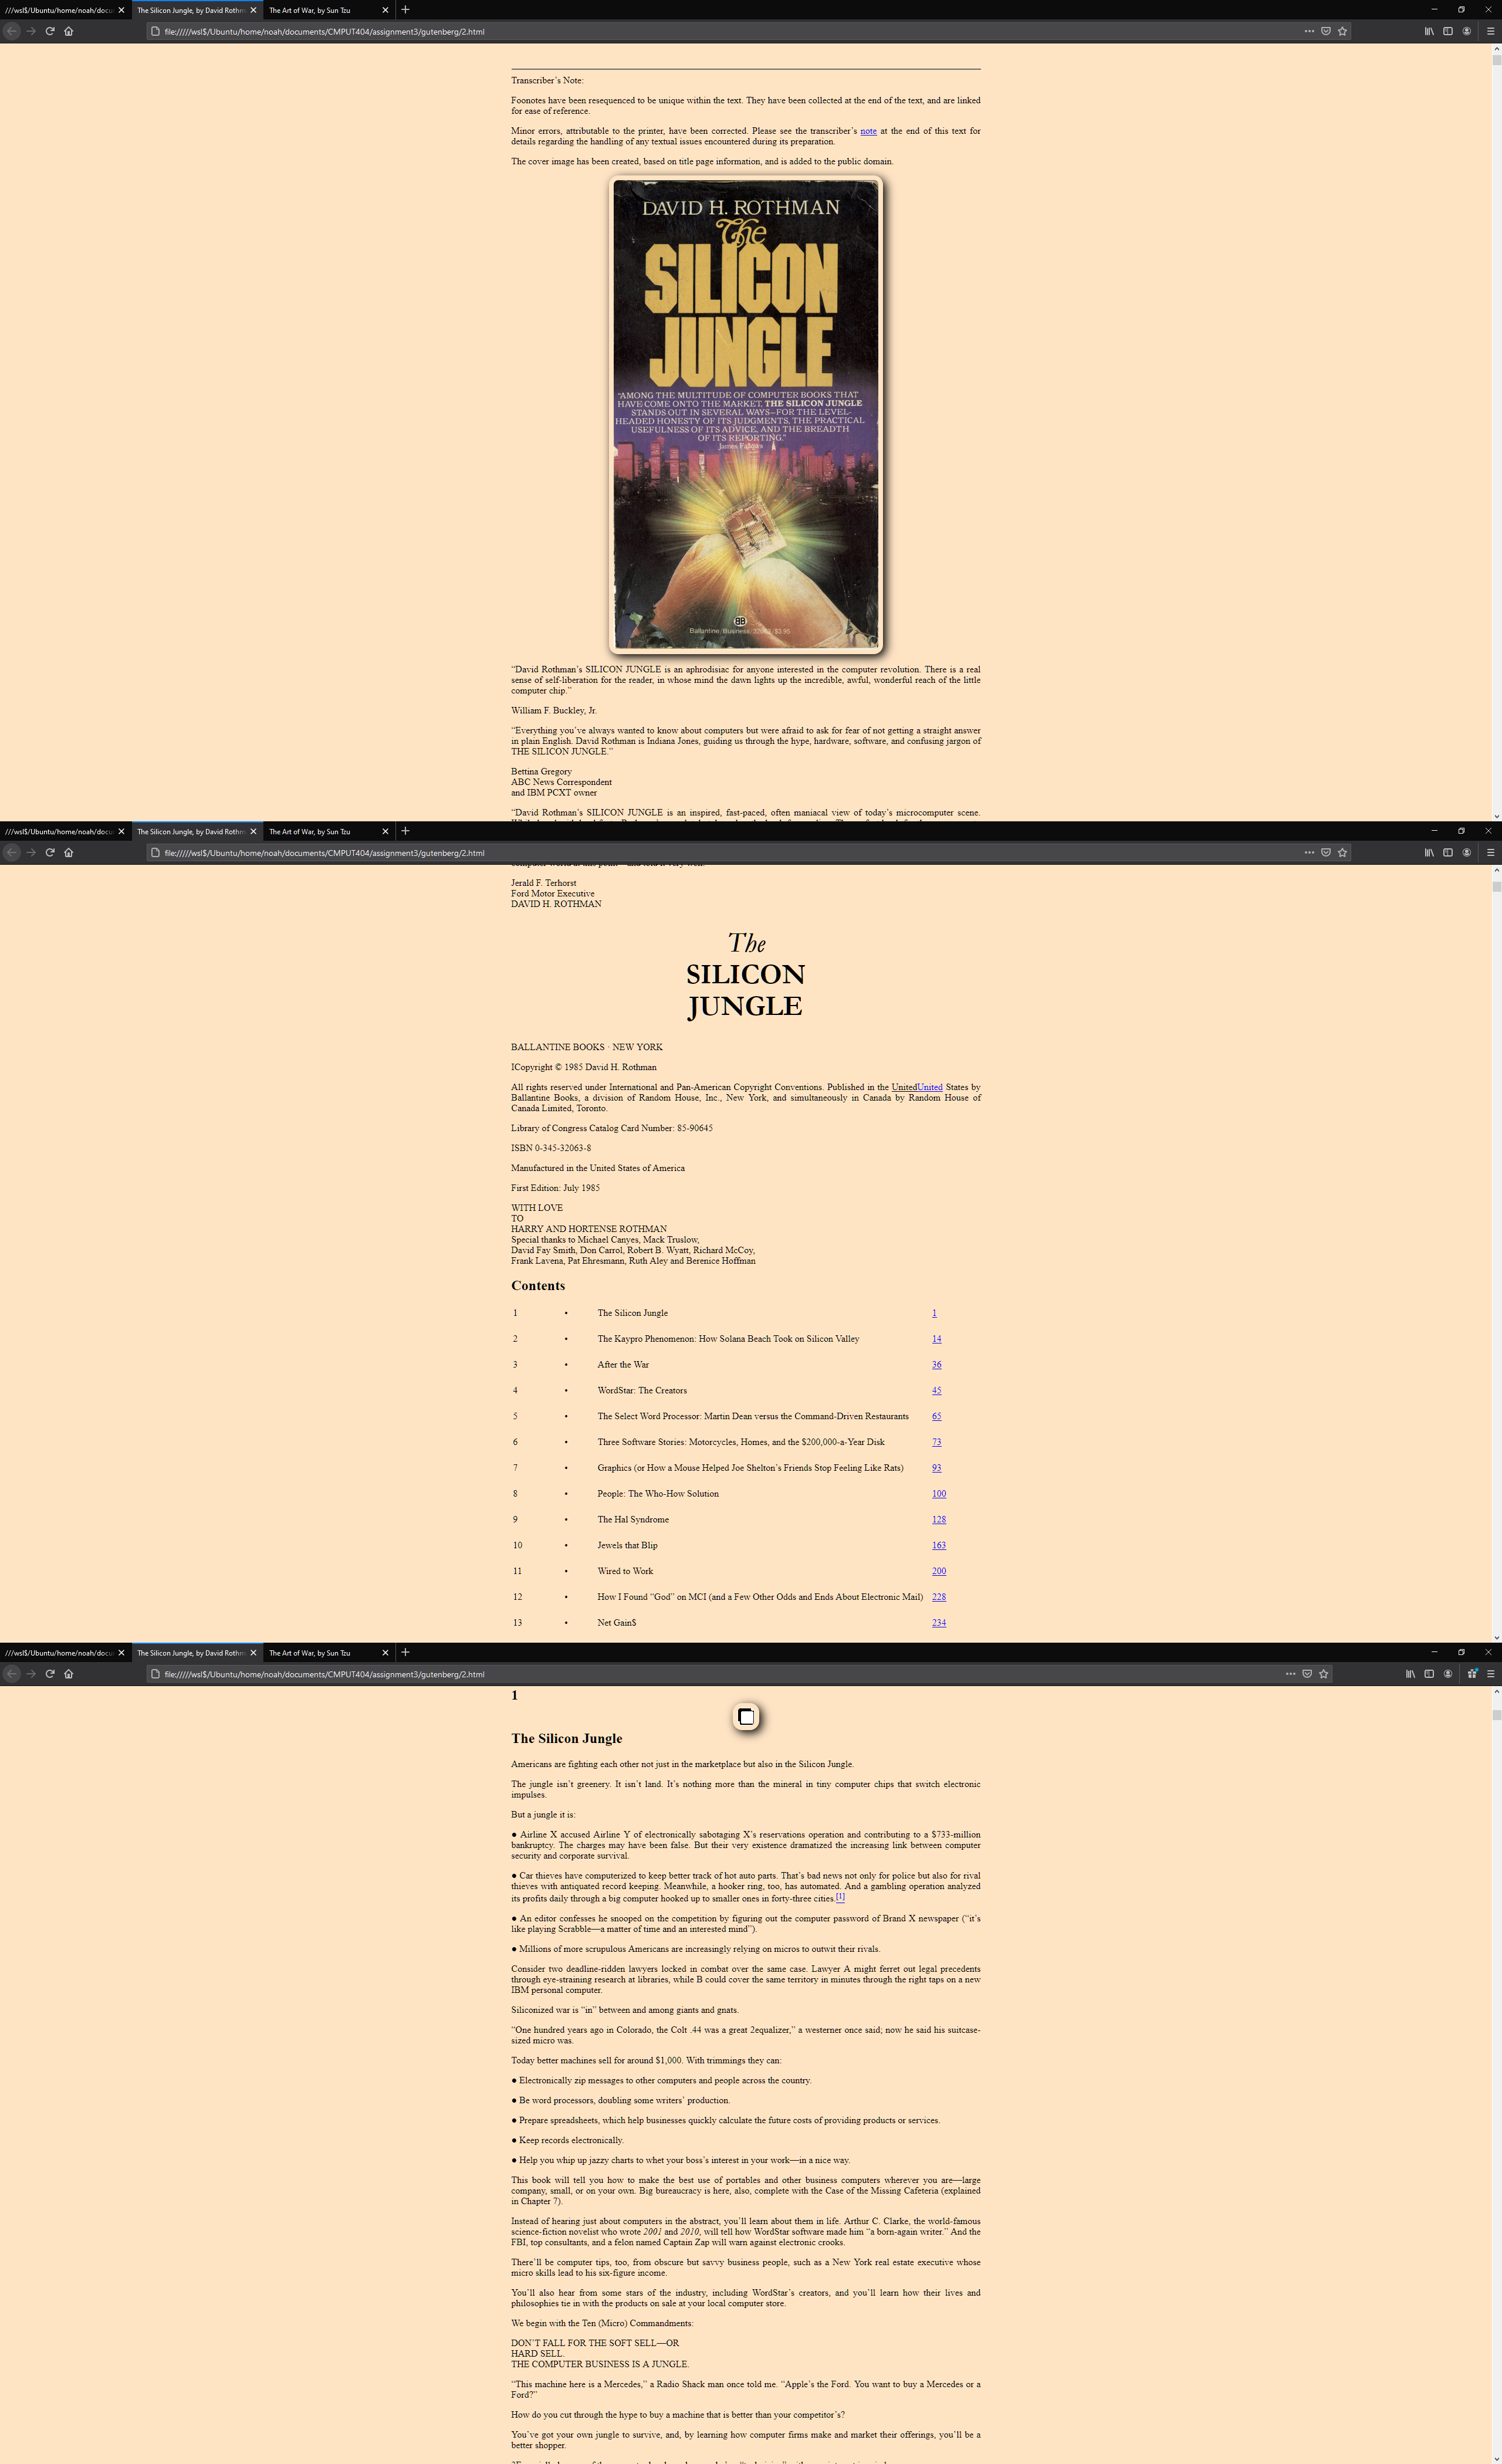 ///wsl$/Ubuntu/home/noah/docu
The Silicon Jungle, by David Rothm
The Art of War, by Sun Tzu
file://///wsl$/Ubuntu/home/noah/documents/CMPUT404/assignment3/gutenberg/2.html
Transcriber's Note:
Foonotes have been resequenced to be unique within the text. They have been collected at the end of the text, and are linked
for ease of reference.
Minor errors, attributable to the printer, have been corrected. Please see the transcriber's note at the end of this text for
details regarding the handling of any textual issues encountered during its preparation.
The cover image has been created, based on title page information, and is added to the public domain.
DAVID H. ROTHMAN
The
SILICON
JUNGLE
"AMONG THE MULTITUDE OF COMPUTER BOOKS THAT
HAVE COME ONTO THE MARKET, THE SILICON JUNGLE
STANDS OUT IN SEVERAL WAYS–FOR THE LEVEL-
HEADED HONESTY OF ITS JUDGMENTS, THE PRACTICAL
USEFULNESS OF ITS ADVICE, AND THE BREADTH
OF ITS REPORTING."
James Fallows
BB
Ballantine/Business/32063/$3.95
“David Rothman’s SILICON JUNGLE is an aphrodisiac for anyone interested in the computer revolution. There is a real
sense of self-liberation for the reader, in whose mind the dawn lights up the incredible, awful, wonderful reach of the little
computer chip.”
William F. Buckley, Jr.
“Everything you’ve always wanted to know about computers but were afraid to ask for fear of not getting a straight answer
in plain English. David Rothman is Indiana Jones, guiding us through the hype, hardware, software, and confusing jargon of
THE SILICON JUNGLE.”
Bettina Gregory
ABC News Correspondent
and IBM PCXT owner
“David Rothman’s SILICON JUNGLE is an inspired, fast-paced, often maniacal view of today’s microcomputer scene.
///wsl$/Ubuntu/home/noah/docu
The Silicon Jungle, by David Rothm
The Art of War, by Sun Tzu
file://///wsl$/Ubuntu/home/noah/documents/CMPUT404/assignment3/gutenberg/2.html
Jerald F. Terhorst
Ford Motor Executive
DAVID H. ROTHMAN
The
SILICON
JUNGLE
BALLANTINE BOOKS · NEW YORK
ICopyright © 1985 David H. Rothman
All rights reserved under International and Pan-American Copyright Conventions. Published in the UnitedUnited States by
Ballantine Books, a division of Random House, Inc., New York, and simultaneously in Canada by Random House of
Canada Limited, Toronto.
Library of Congress Catalog Card Number: 85-90645
ISBN 0-345-32063-8
Manufactured in the United States of America
First Edition: July 1985
WITH LOVE
TO
HARRY AND HORTENSE ROTHMAN
Special thanks to Michael Canyes, Mack Truslow,
David Fay Smith, Don Carrol, Robert B. Wyatt, Richard McCoy,
Frank Lavena, Pat Ehresmann, Ruth Aley and Berenice Hoffman
Contents
1 • The Silicon Jungle 1
2 • The Kaypro Phenomenon: How Solana Beach Took on Silicon Valley 14
3 • After the War 36
4 • WordStar: The Creators 45
5 • The Select Word Processor: Martin Dean versus the Command-Driven Restaurants 65
6 • Three Software Stories: Motorcycles, Homes, and the $200,000-a-Year Disk 73
7 • Graphics (or How a Mouse Helped Joe Shelton’s Friends Stop Feeling Like Rats) 93
8 • People: The Who-How Solution 100
9 • The Hal Syndrome 128
10 • Jewels that Blip 163
11 • Wired to Work 200
12 • How I Found “God” on MCI (and a Few Other Odds and Ends About Electronic Mail) 228
13 • Net Gain$ 234
///wsl$/Ubuntu/home/noah/docu
The Silicon Jungle, by David Rothm
The Art of War, by Sun Tzu
file://///wsl$/Ubuntu/home/noah/documents/CMPUT404/assignment3/gutenberg/2.html
1
The Silicon Jungle
Americans are fighting each other not just in the marketplace but also in the Silicon Jungle.
The jungle isn’t greenery. It isn’t land. It’s nothing more than the mineral in tiny computer chips that switch electronic
impulses.
But a jungle it is:
● Airline X accused Airline Y of electronically sabotaging X’s reservations operation and contributing to a $733-million
bankruptcy. The charges may have been false. But their very existence dramatized the increasing link between computer
security and corporate survival.
● Car thieves have computerized to keep better track of hot auto parts. That’s bad news not only for police but also for rival
thieves with antiquated record keeping. Meanwhile, a hooker ring, too, has automated. And a gambling operation analyzed
its profits daily through a big computer hooked up to smaller ones in forty-three cities.[1]
● An editor confesses he snooped on the competition by figuring out the computer password of Brand X newspaper (“it’s
like playing Scrabble—a matter of time and an interested mind”).
● Millions of more scrupulous Americans are increasingly relying on micros to outwit their rivals.
Consider two deadline-ridden lawyers locked in combat over the same case. Lawyer A might ferret out legal precedents
through eye-straining research at libraries, while B could cover the same territory in minutes through the right taps on a new
IBM personal computer.
Siliconized war is “in” between and among giants and gnats.
“One hundred years ago in Colorado, the Colt .44 was a great 2equalizer,” a westerner once said; now he said his suitcase-
sized micro was.
Today better machines sell for around $1,000. With trimmings they can:
● Electronically zip messages to other computers and people across the country.
● Be word processors, doubling some writers’ production.
● Prepare spreadsheets, which help businesses quickly calculate the future costs of providing products or services.
● Keep records electronically.
● Help you whip up jazzy charts to whet your boss’s interest in your work—in a nice way.
This book will tell you how to make the best use of portables and other business computers wherever you are—large
company, small, or on your own. Big bureaucracy is here, also, complete with the Case of the Missing Cafeteria (explained
in Chapter 7).
Instead of hearing just about computers in the abstract, you’ll learn about them in life. Arthur C. Clarke, the world-famous
science-fiction novelist who wrote 2001 and 2010, will tell how WordStar software made him “a born-again writer.” And the
FBI, top consultants, and a felon named Captain Zap will warn against electronic crooks.
There’ll be computer tips, too, from obscure but savvy business people, such as a New York real estate executive whose
micro skills lead to his six-figure income.
You’ll also hear from some stars of the industry, including WordStar’s creators, and you’ll learn how their lives and
philosophies tie in with the products on sale at your local computer store.
We begin with the Ten (Micro) Commandments:
DON’T FALL FOR THE SOFT SELL—OR
HARD SELL.
THE COMPUTER BUSINESS IS A JUNGLE.
“This machine here is a Mercedes,” a Radio Shack man once told me. “Apple’s the Ford. You want to buy a Mercedes or a
Ford?”
How do you cut through the hype to buy a machine that is better than your competitor’s?
You’ve got your own jungle to survive, and, by learning how computer firms make and market their offerings, you’ll be a
better shopper.